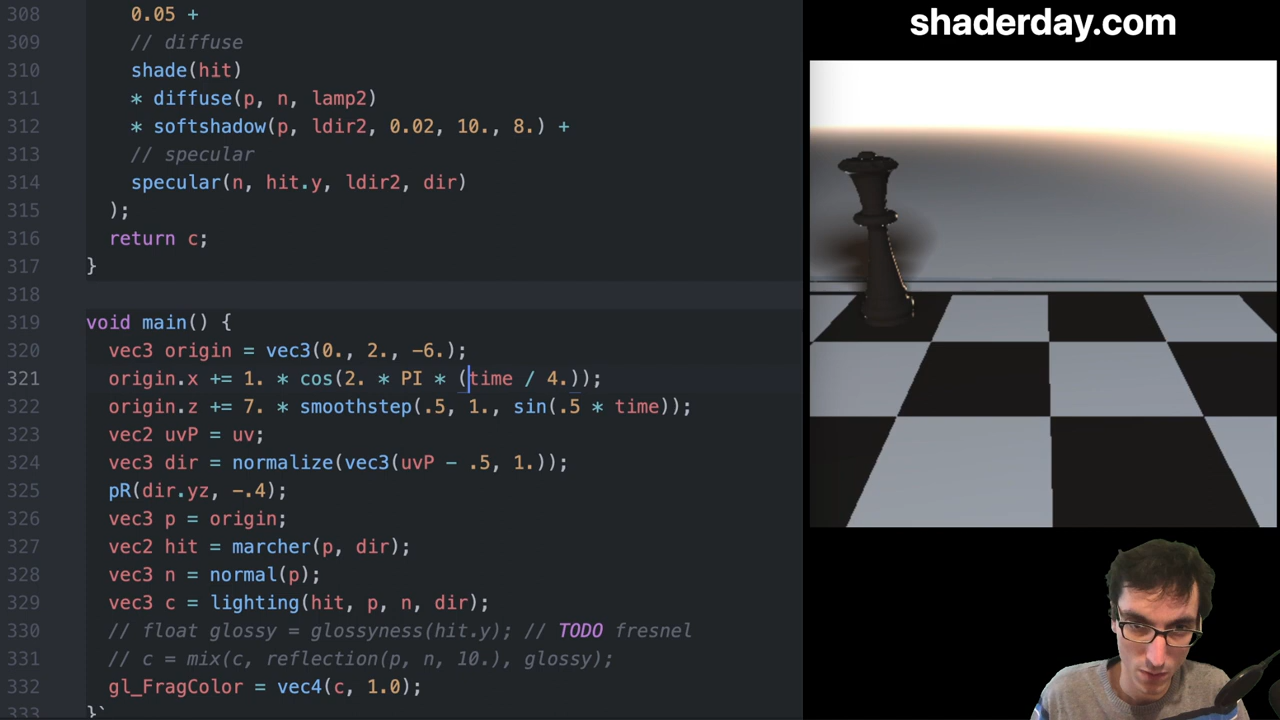 308 0.05 +
309 // diffuse
310 shade(hit)
311 * diffuse(p, n, lamp2)
312 * softshadow(p, ldir2, 0.02, 10., 8.) +
313 // specular
314 specular(n, hit.y, ldir2, dir)
315 );
316 return c;
317 }
318
319 void main() {
320 vec3 origin = vec3(0., 2., -6.);
321 origin.x += 1. * cos(2. * PI * (time / 4.));
322 origin.z += 7. * smoothstep(.5, 1., sin(.5 * time));
323 vec2 uvP = uv;
324 vec3 dir = normalize(vec3(uvP - .5, 1.));
325 pR(dir.yz, -.4);
326 vec3 p = origin;
327 vec2 hit = marcher(p, dir);
328 vec3 n = normal(p);
329 vec3 c = lighting(hit, p, n, dir);
330 // float glossy = glossyness(hit.y); // TODO fresnel
331 // c = mix(c, reflection(p, n, 10.), glossy);
332 gl_FragColor = vec4(c, 1.0);
333 }`
shaderday.com